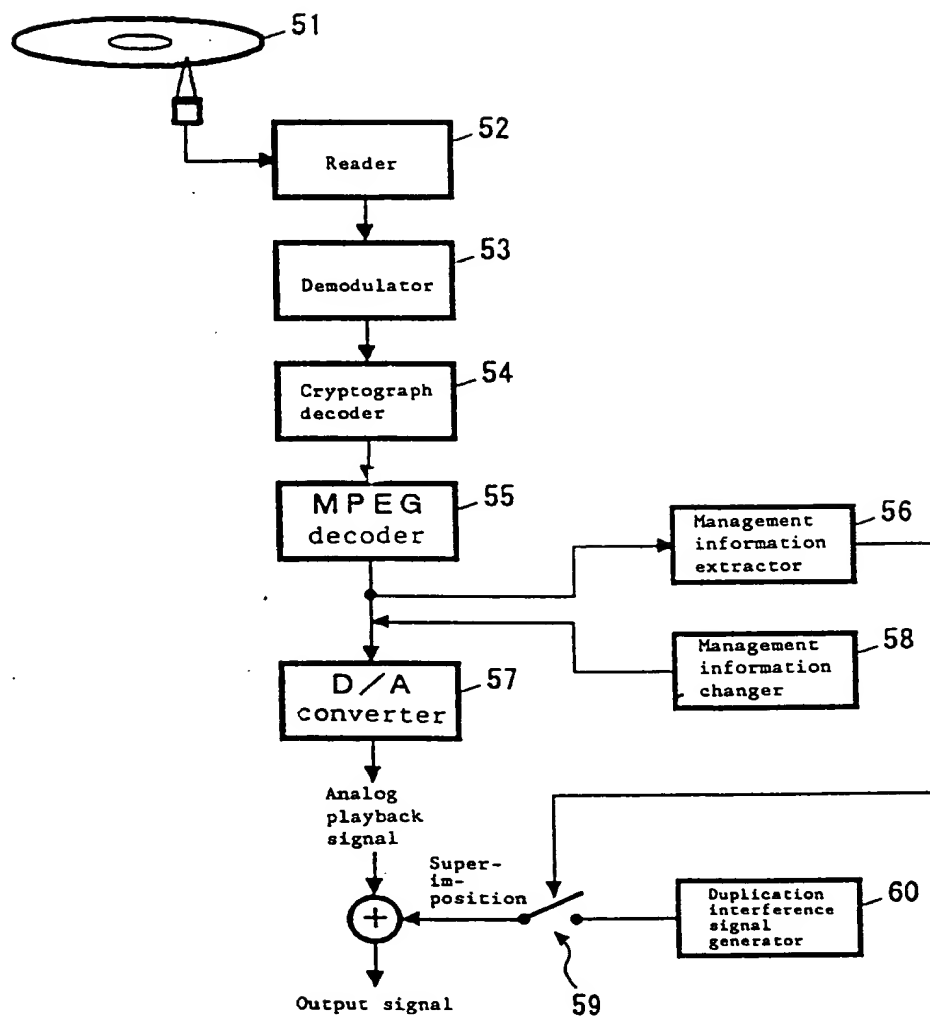 51
52
Reader
53
Demodulator
54
Cryptograph
decoder
MPEG
decoder
55
Management
information
extractor
56
Management
information
changer
58
D/A
converter
57
Analog
playback
signal
Super-
im-
position
+
59
Duplication
interference
signal
generator
60
Output signal